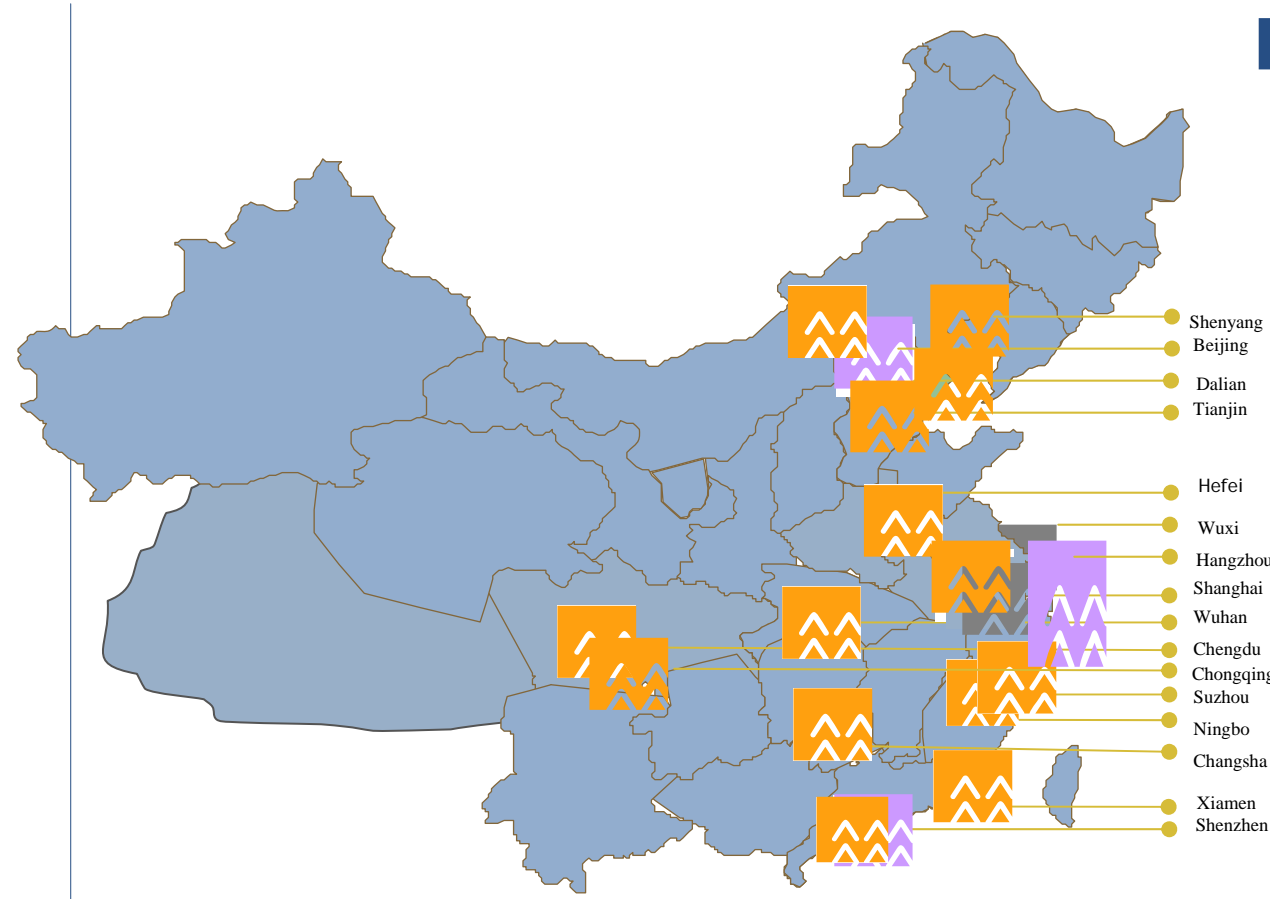 Shenyang
Beijing
Dalian
Tianjin
Hefei
Wuxi
Hangzhou
Shanghai
Wuhan
Chengdu
Chongqing
Suzhou
Ningbo
Changsha
Xiamen
Shenzhen